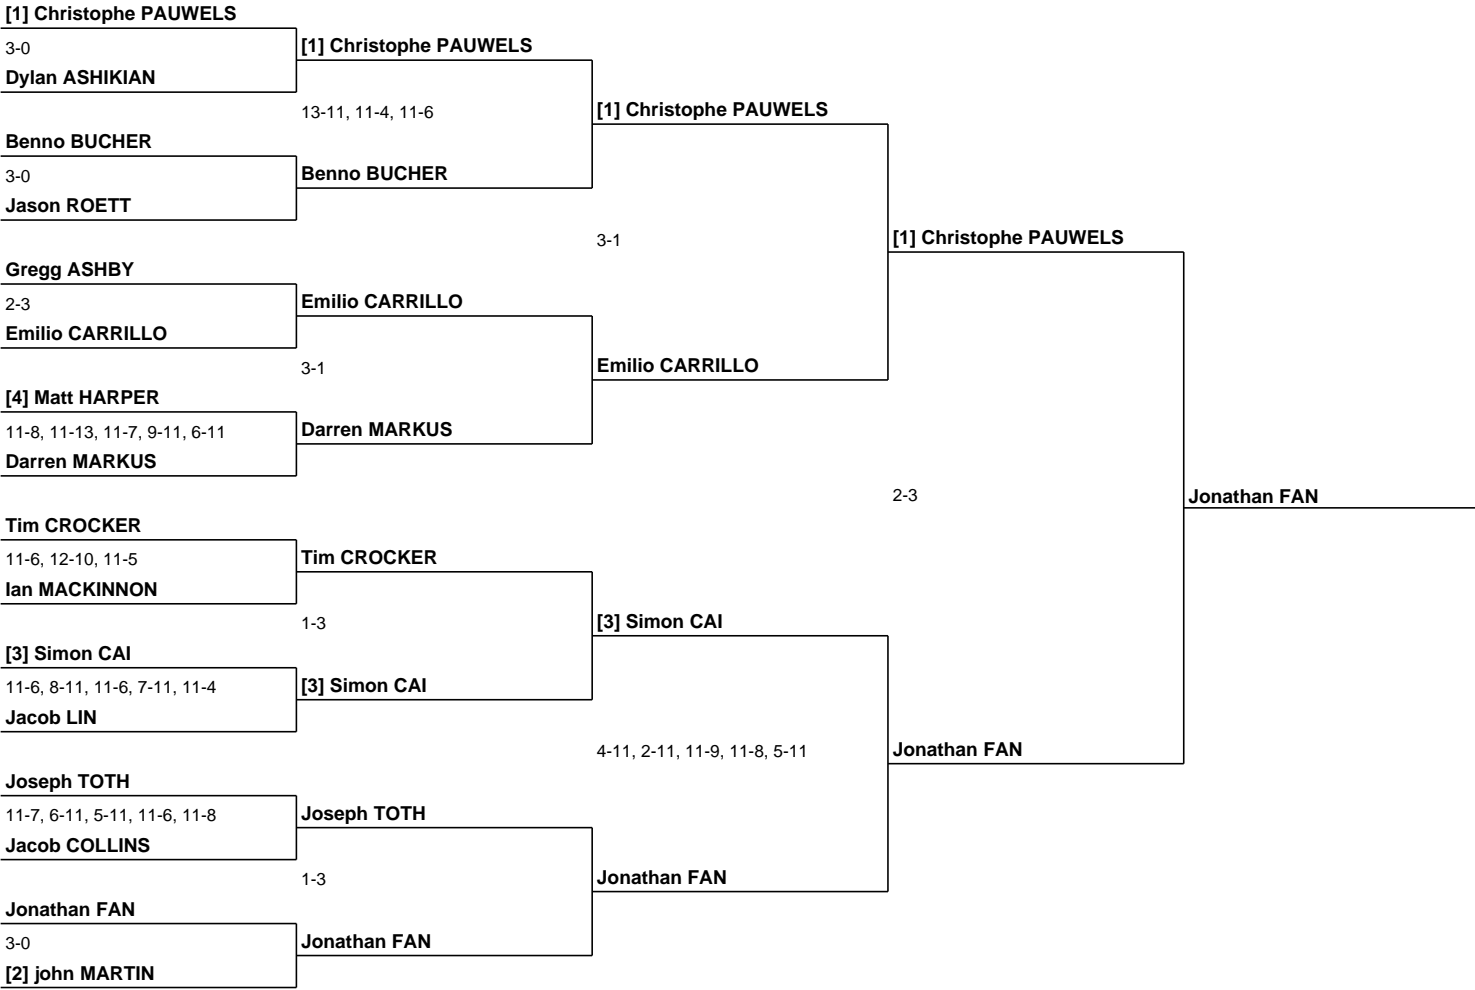 [1] Christophe PAUWELS
3-0
Dylan ASHIKIAN
Benno BUCHER
3-0
Jason ROETT
Gregg ASHBY
2-3
Emilio CARRILLO
[4] Matt HARPER
11-8, 11-13, 11-7, 9-11, 6-11
Darren MARKUS
Tim CROCKER
11-6, 12-10, 11-5
Ian MACKINNON
[3] Simon CAI
11-6, 8-11, 11-6, 7-11, 11-4
Jacob LIN
Joseph TOTH
11-7, 6-11, 5-11, 11-6, 11-8
Jacob COLLINS
Jonathan FAN
3-0
[2] john MARTIN
[1] Christophe PAUWELS
13-11, 11-4, 11-6
Benno BUCHER
Emilio CARRILLO
3-1
Darren MARKUS
Tim CROCKER
1-3
[3] Simon CAI
Joseph TOTH
1-3
Jonathan FAN
[1] Christophe PAUWELS
3-1
Emilio CARRILLO
[3] Simon CAI
4-11, 2-11, 11-9, 11-8, 5-11
Jonathan FAN
[1] Christophe PAUWELS
2-3
Jonathan FAN
Jonathan FAN